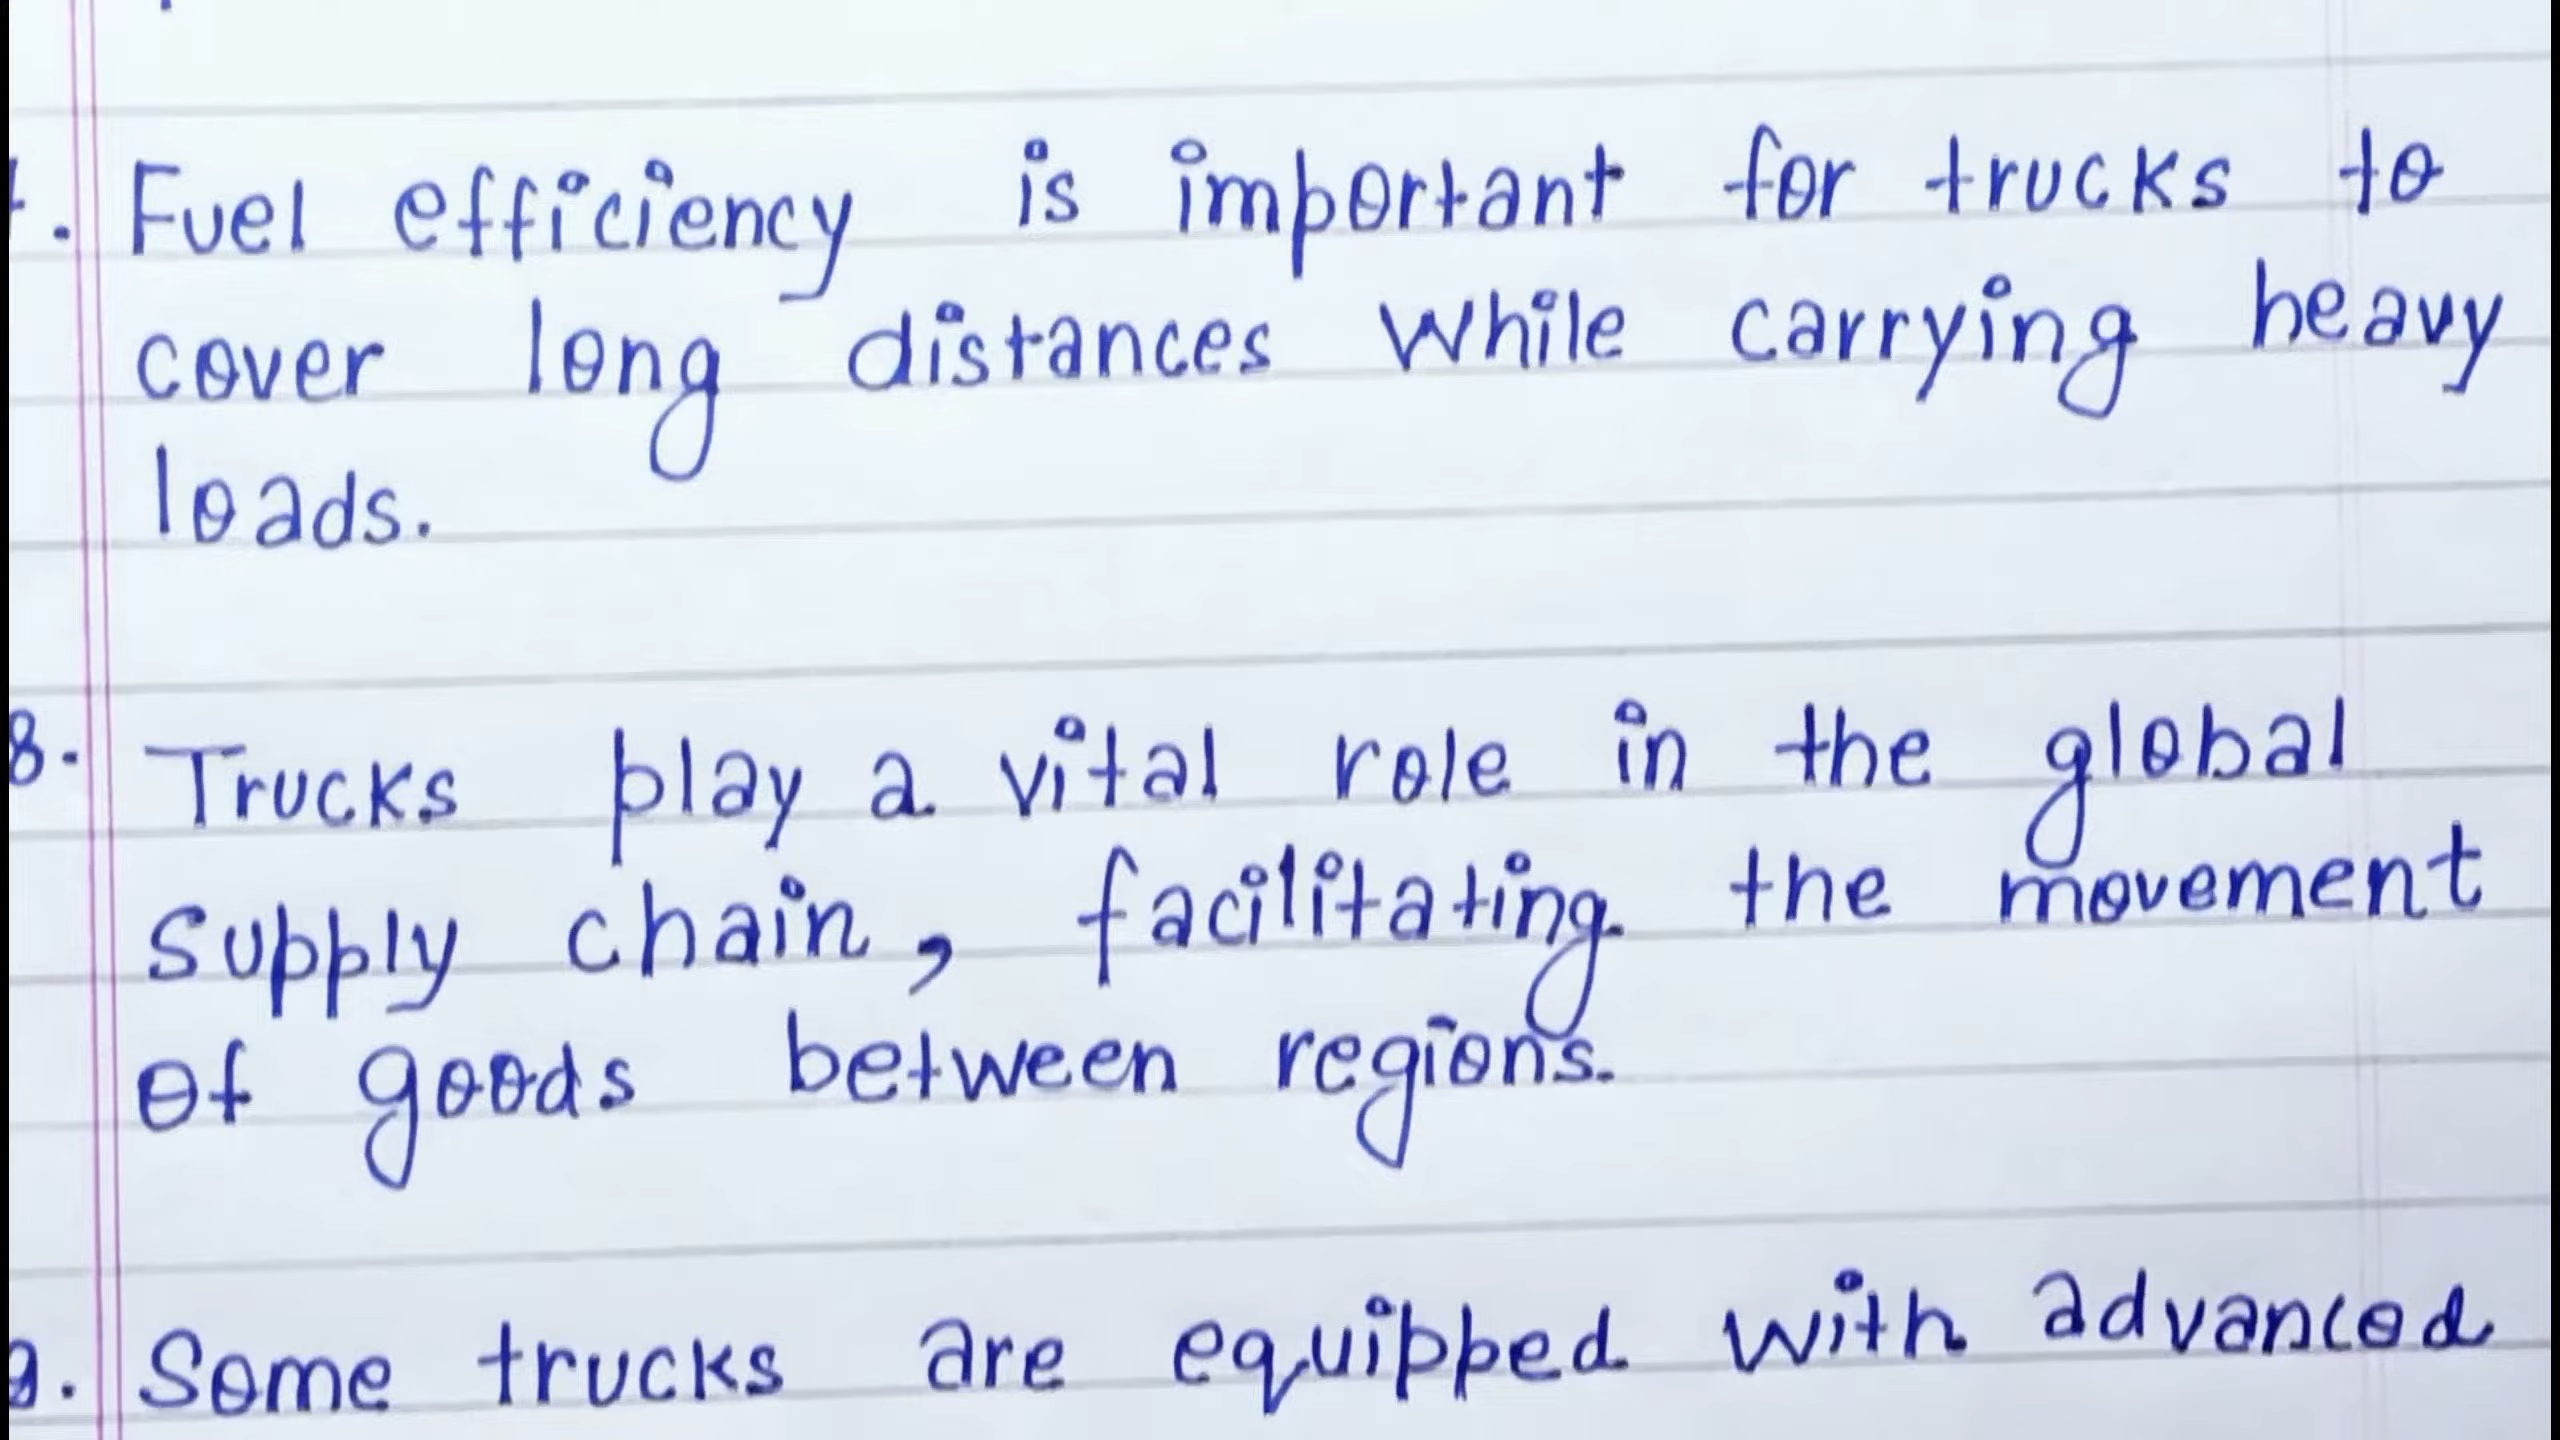 7. Fuel efficiency is important for trucks to
cover long distances while carrying heavy
loads.
8. Trucks play a vital role in the global
supply chain, facilitating the movement
of goods between regions.
9. Some trucks are equipped with advanced